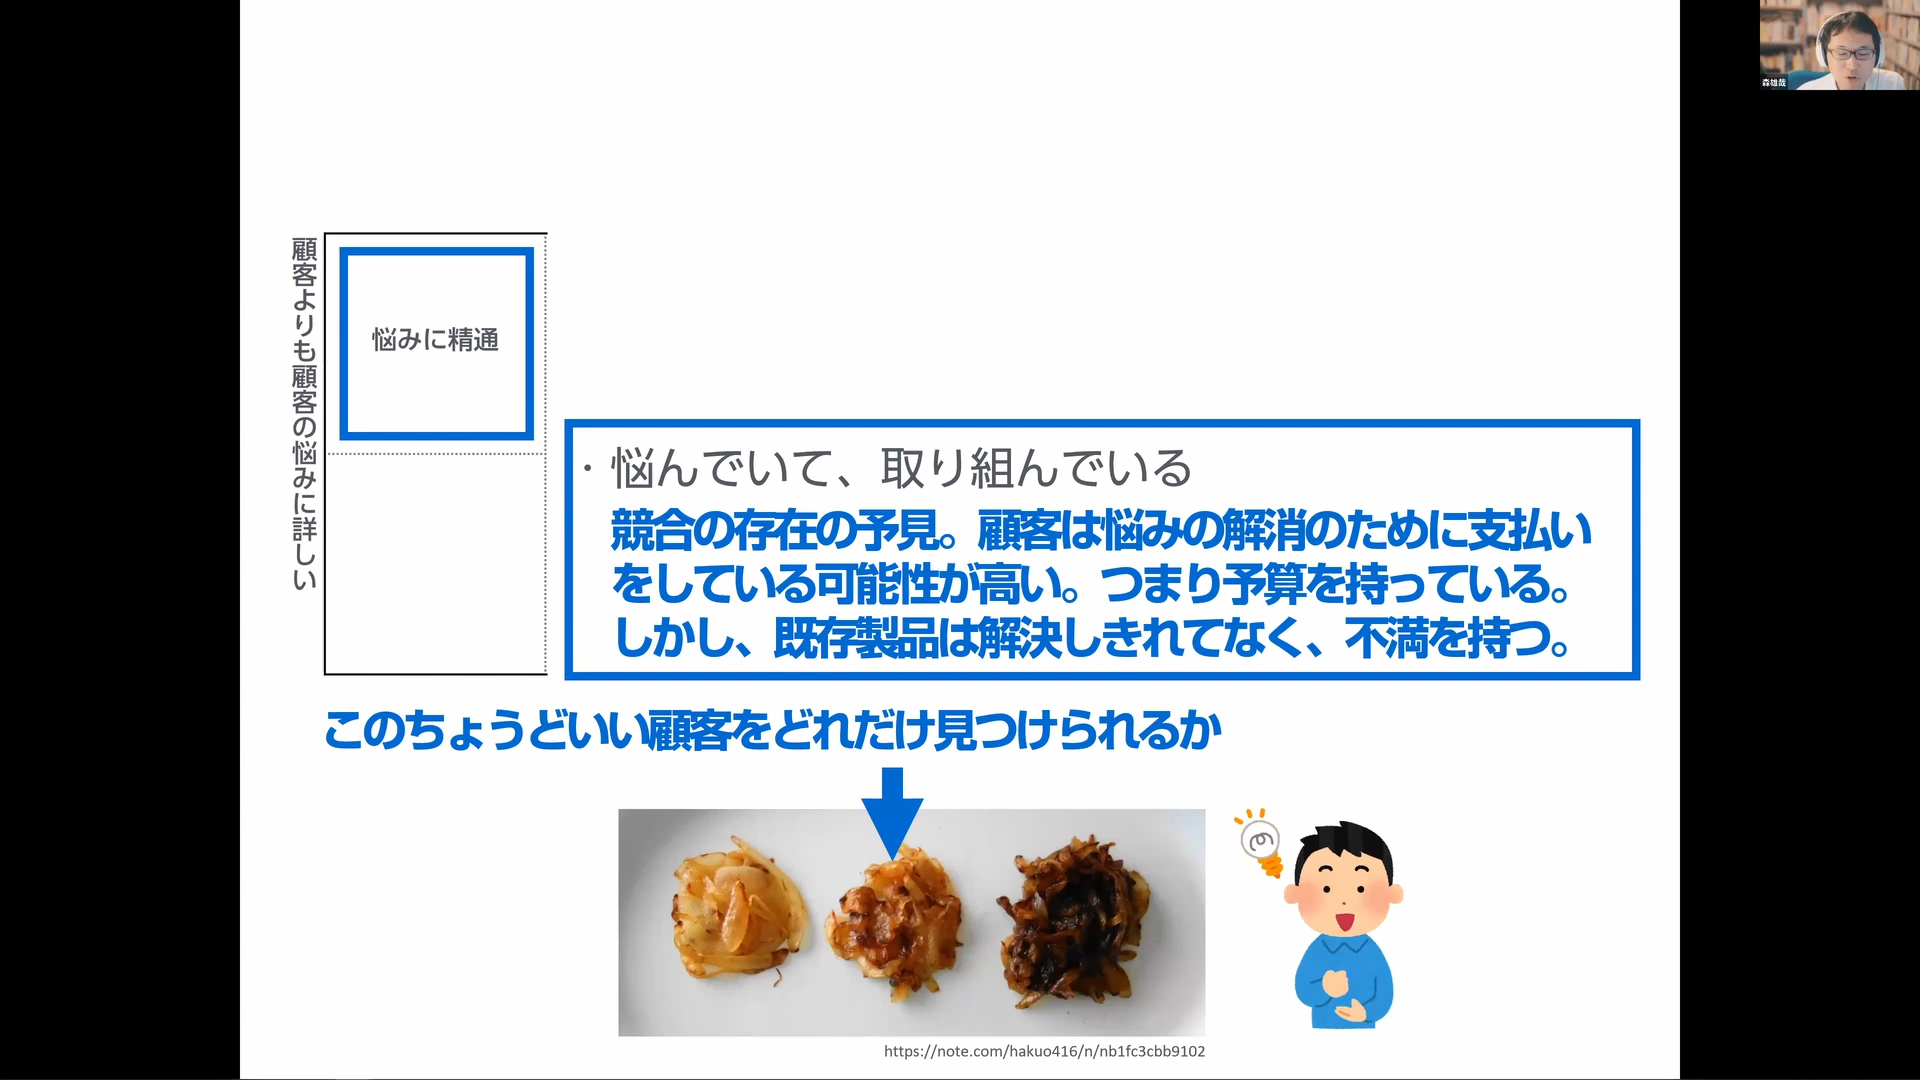 森雄哉
顧客よりも顧客の悩みに詳しい
悩みに精通
・悩んでいて、取り組んでいる
競合の存在の予見。顧客は悩みの解消のために支払い
をしている可能性が高い。つまり予算を持っている。
しかし、既存製品は解決しきれてなく、不満を持つ。
このちょうどいい顧客をどれだけ見つけられるか
https://note.com/hakuo416/n/nb1fc3cbb9102